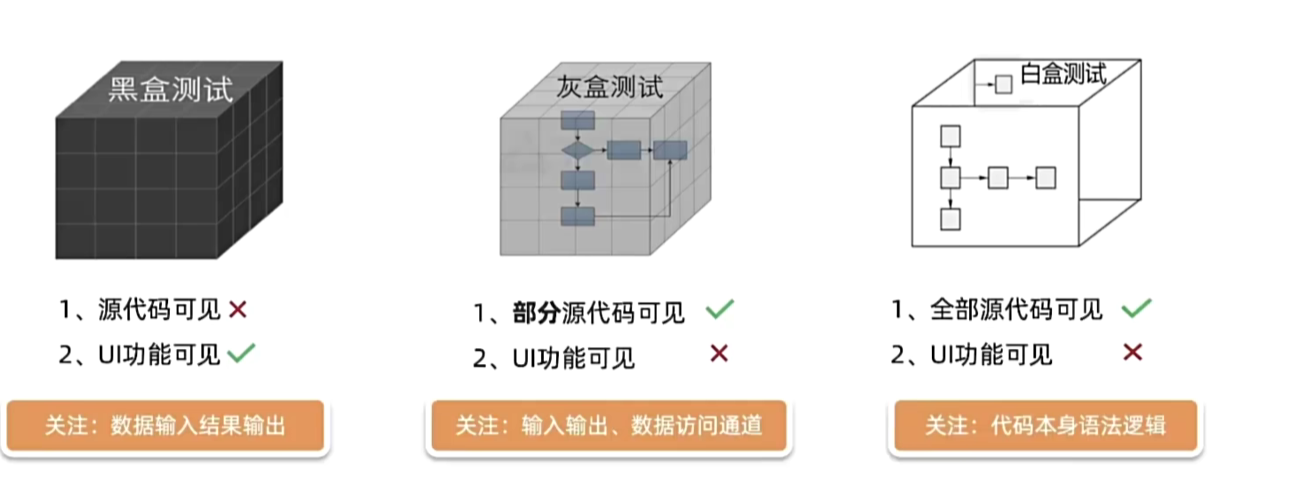 黑盒测试
1、源代码可见
2、UI功能可见
关注：数据输入结果输出
灰盒测试
1、部分源代码可见
2、UI功能可见
关注：输入输出、数据访问通道
白盒测试
1、全部源代码可见
2、UI功能可见
关注：代码本身语法逻辑